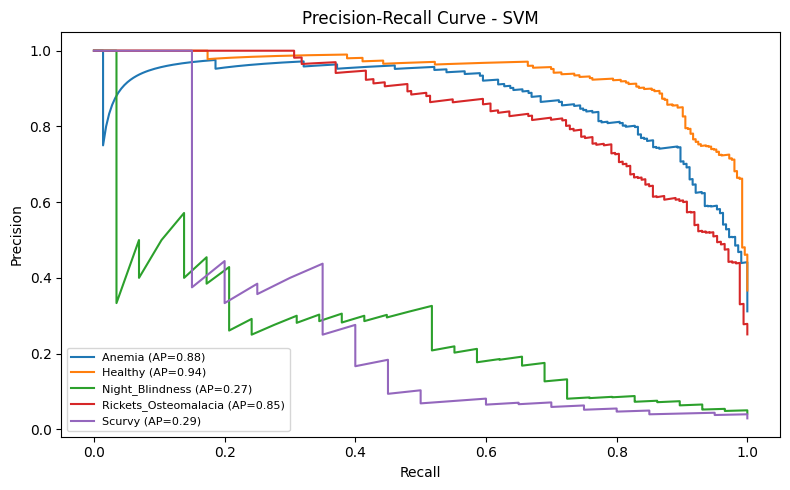 Precision-Recall Curve - SVM
Precision
1.0
0.8
0.6
0.4
0.2
0.0
Anemia (AP=0.88)
Healthy (AP=0.94)
Night_Blindness (AP=0.27)
Rickets_Osteomalacia (AP=0.85)
Scurvy (AP=0.29)
0.0 0.2 0.4 0.6 0.8 1.0
Recall